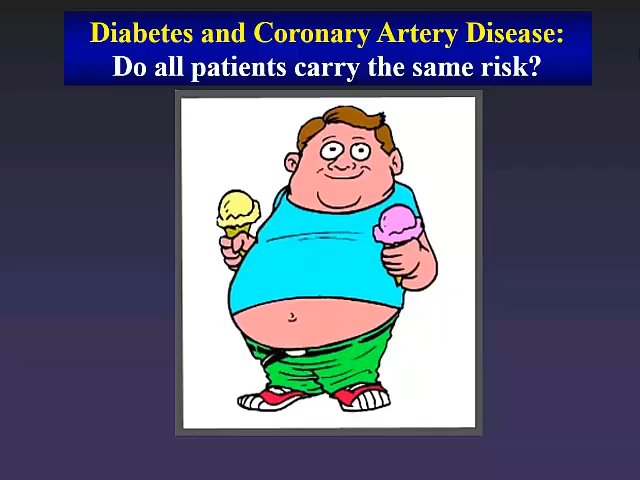 Diabetes and Coronary Artery Disease:
Do all patients carry the same risk?